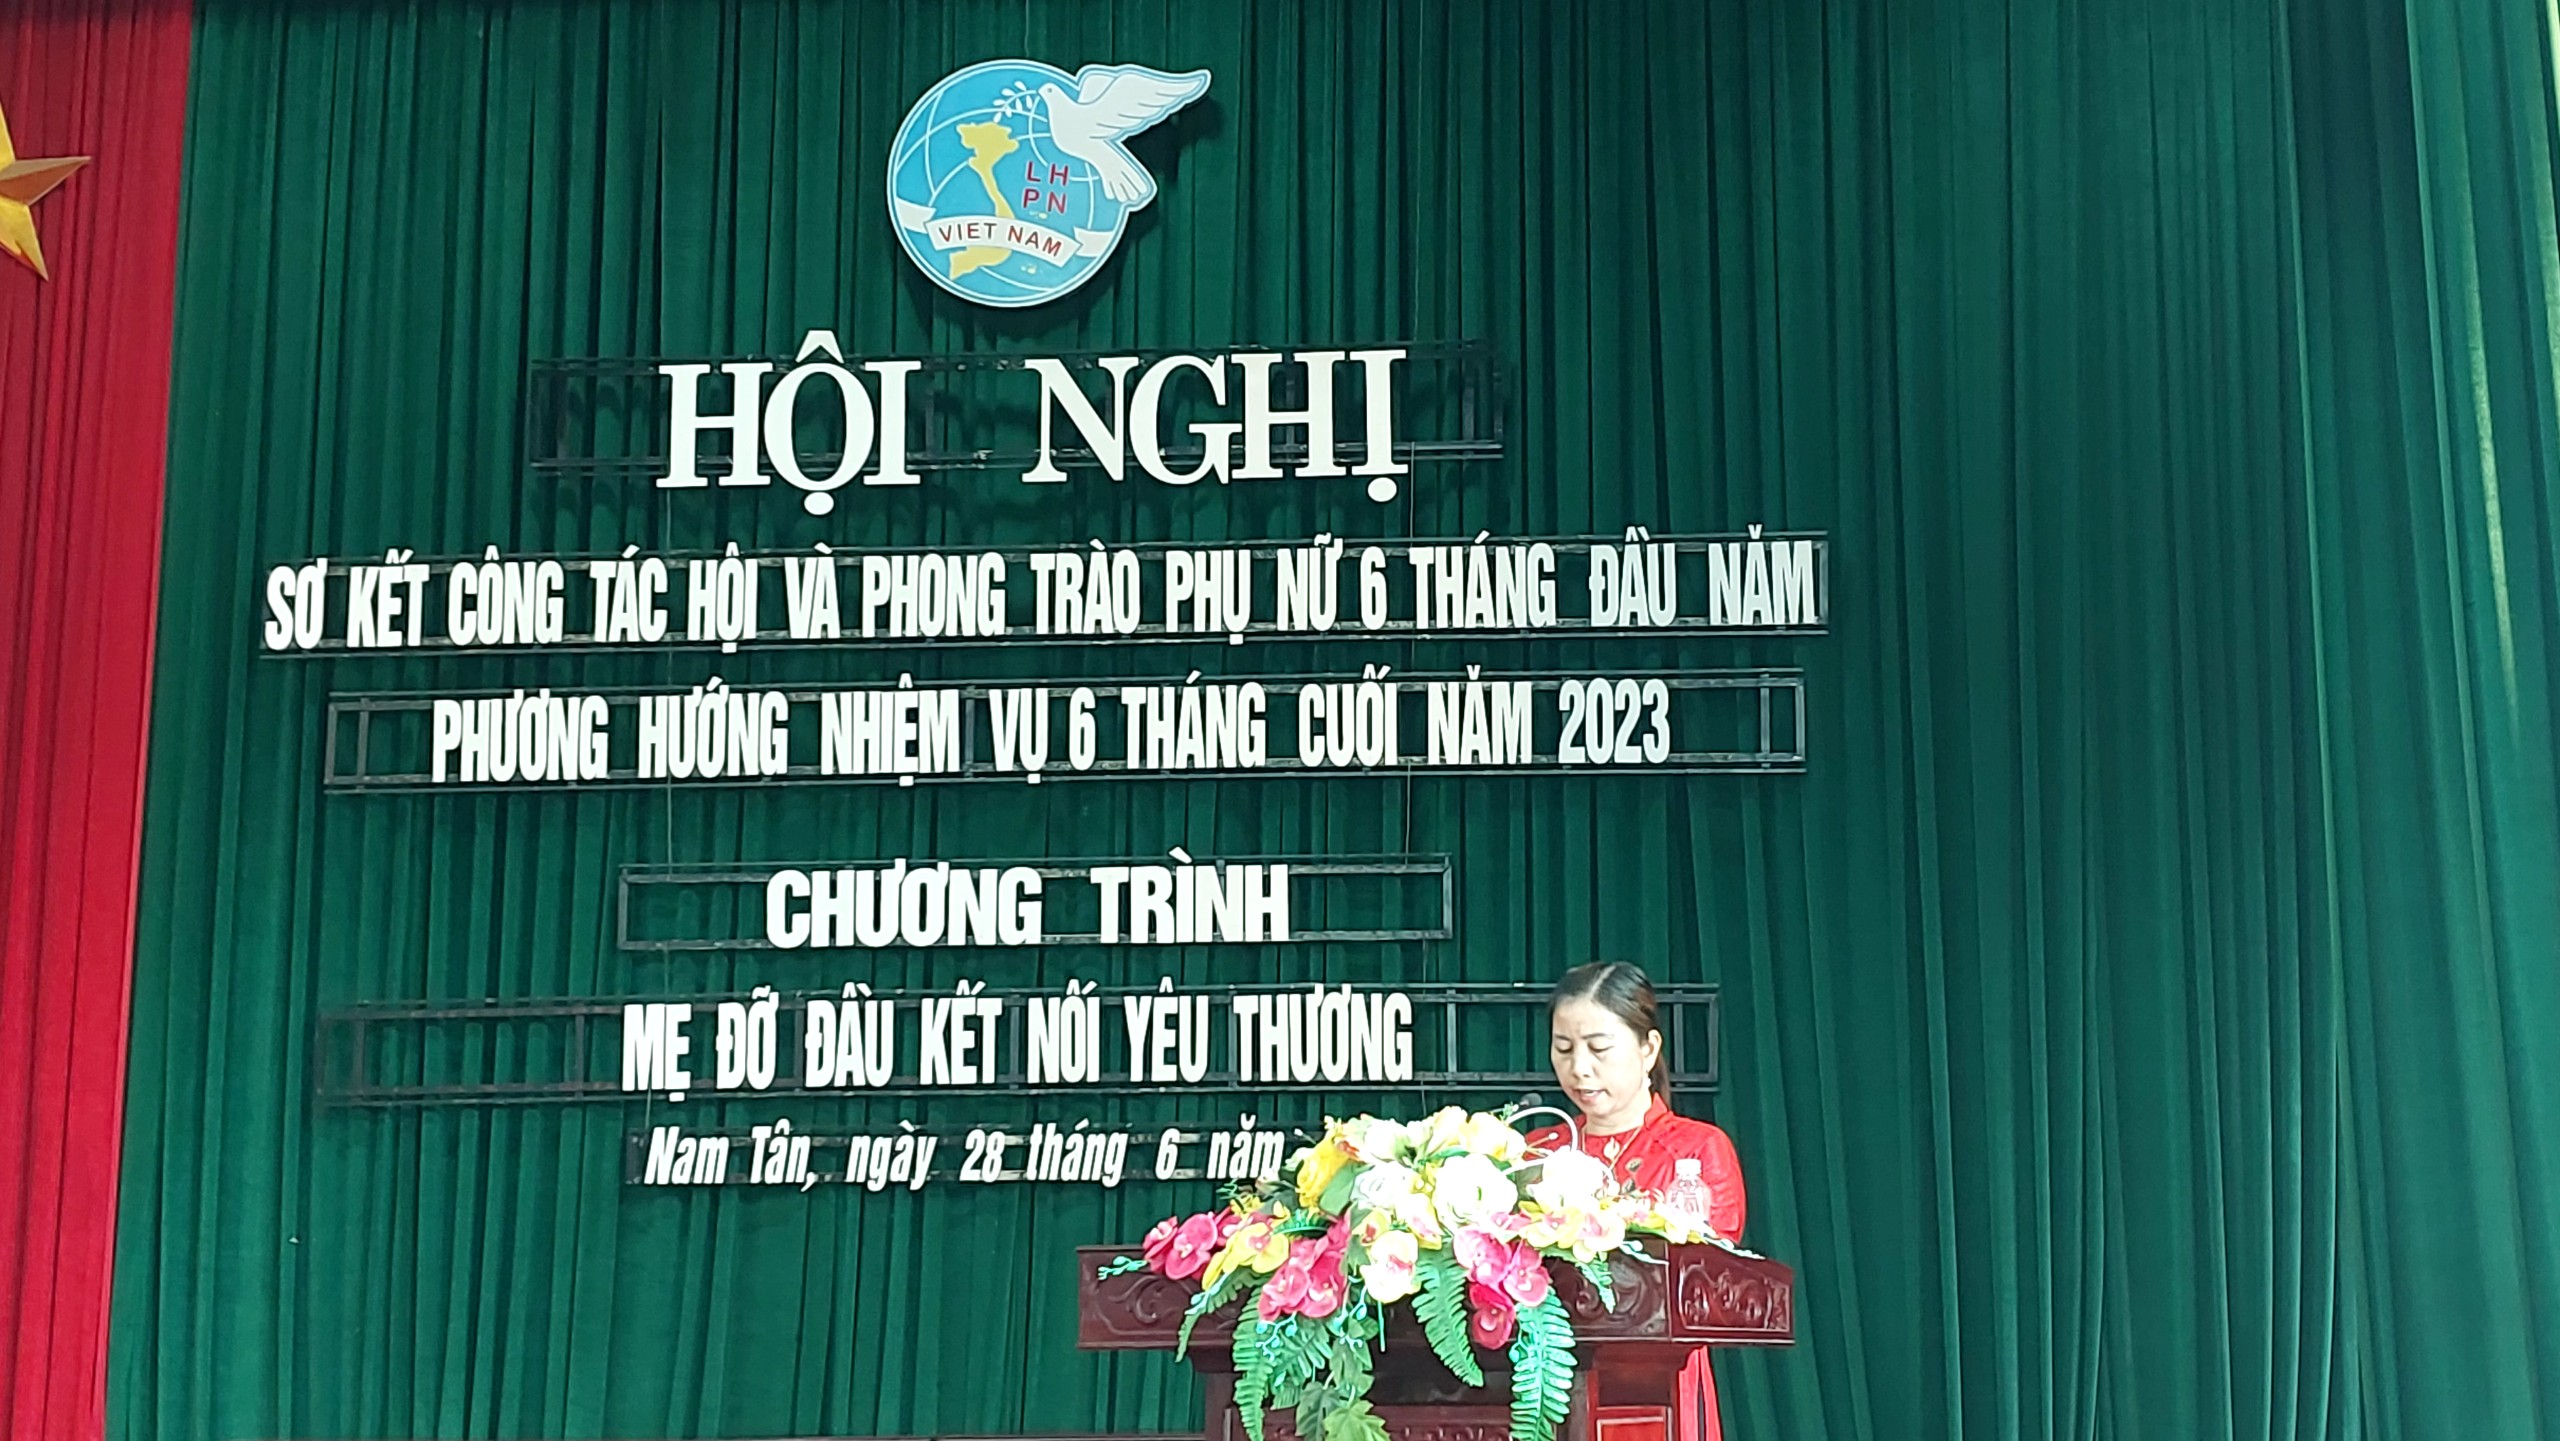 LH
PN
VIET NAM
HỘI NGHỊ
SƠ KẾT CÔNG TÁC HỘI VÀ PHONG TRÀO PHỤ NỮ 6 THÁNG ĐẦU NĂM
PHƯƠNG HƯỚNG NHIỆM VỤ 6 THÁNG CUỐI NĂM 2023
CHƯƠNG TRÌNH
MẸ ĐỠ ĐẦU KẾT NỐI YÊU THƯƠNG
Nam Tân, ngày 28 tháng 6 năm